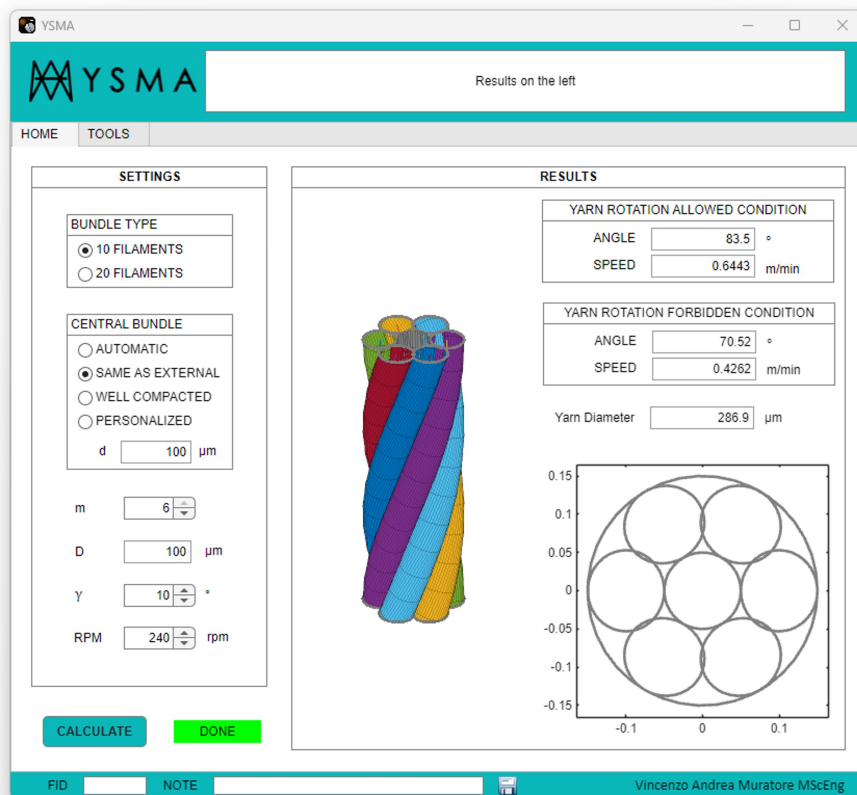 YSMA
YSMA
Results on the left
HOME TOOLS
SETTINGS
BUNDLE TYPE
10 FILAMENTS
20 FILAMENTS
CENTRAL BUNDLE
AUTOMATIC
SAME AS EXTERNAL
WELL COMPACTED
PERSONALIZED
d 100 μm
m 6
D 100 μm
γ 10 °
RPM 240 rpm
CALCULATE DONE
RESULTS
YARN ROTATION ALLOWED CONDITION
ANGLE 83.5 °
SPEED 0.6443 m/min
YARN ROTATION FORBIDDEN CONDITION
ANGLE 70.52 °
SPEED 0.4262 m/min
Yarn Diameter 286.9 μm
0.15
0.1
0.05
0
-0.05
-0.1
-0.15
-0.1 0 0.1
FID NOTE Vincenzo Andrea Muratore MScEng